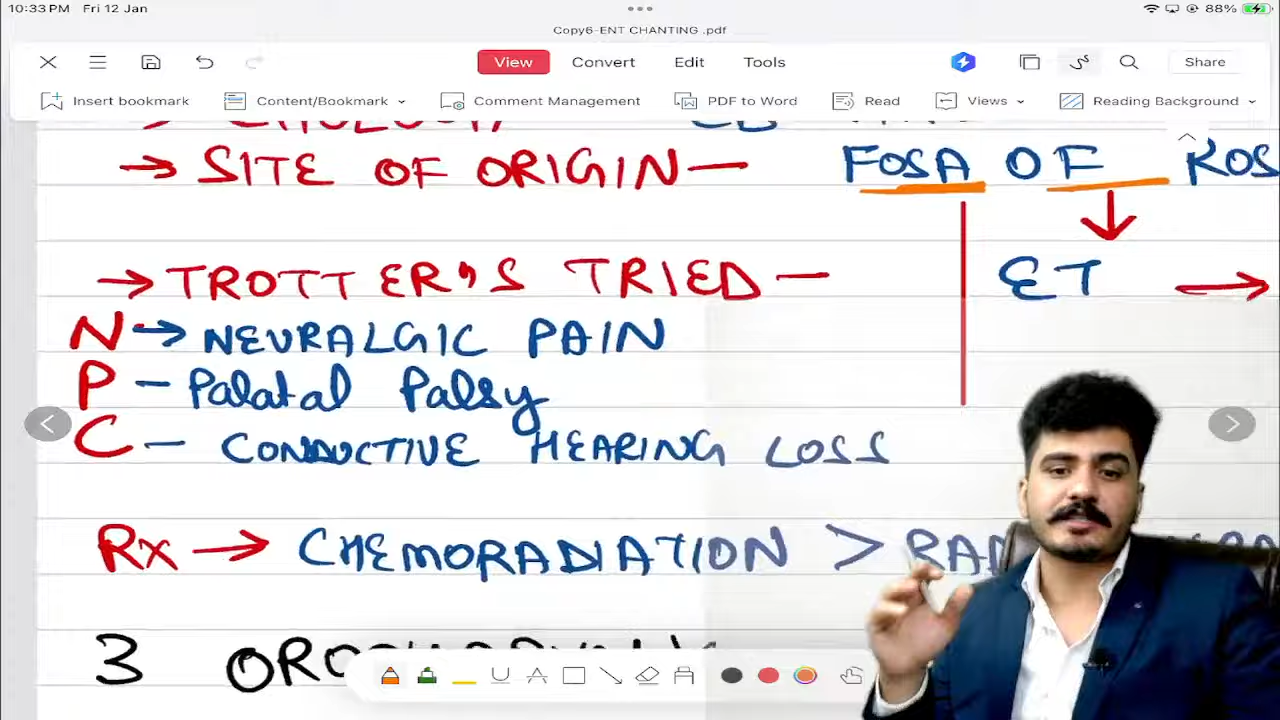 10:33 PM Fri 12 Jan
88%
Copy6-ENT CHANTING .pdf
View Convert Edit Tools Share
Insert bookmark Content/Bookmark Comment Management PDF to Word Read Views Reading Background
→ SITE OF ORIGIN — FOSA OF ROS
→ TROTTER'S TRIED — ET →
N → NEURALGIC PAIN
P — Palatal Palsy
C — CONDUCTIVE HEARING LOSS
Rx → CHEMORADIATION >
3